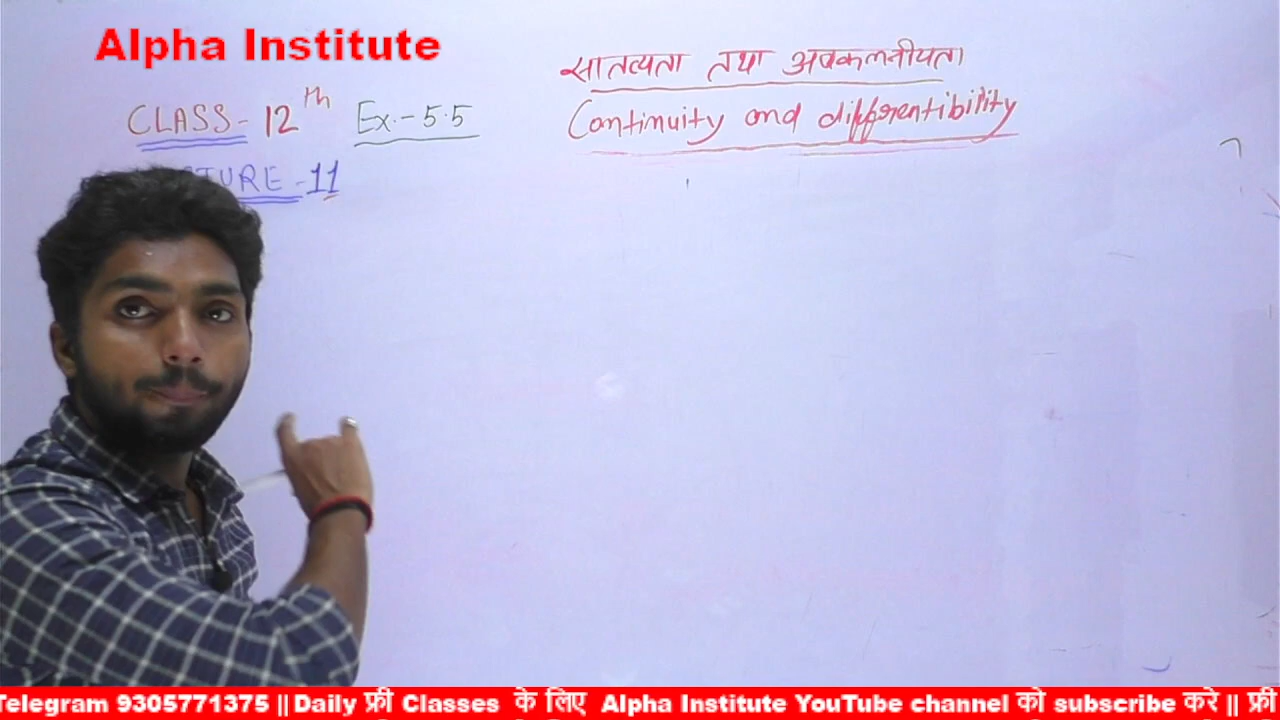 Alpha Institute
सातत्यता तथा अवकलनीयता
CLASS- 12th Ex.-5.5
Continuity and differentibility
TURE -11
Telegram 9305771375 || Daily फ्री Classes के लिए Alpha Institute YouTube channel को subscribe करे || फ्री